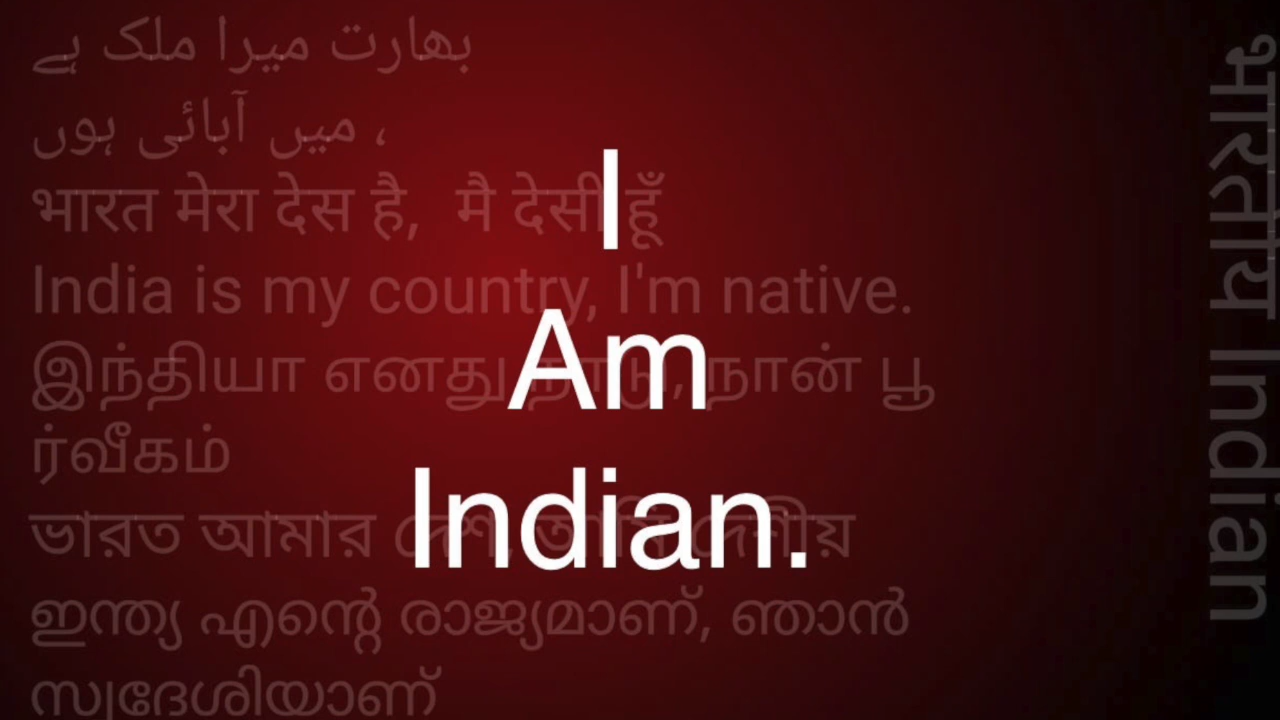 بھارت میرا ملک ہے
، میں آبائی ہوں
भारत मेरा देस है, मै देसी हूँ
India is my country, I'm native.
இந்தியா எனது நாடு, நான் பூ
ர்வீகம்
ভারত আমার দেশ, আমি দেশীয়
ഇന്ത്യ എന്റെ രാജ്യമാണ്, ഞാൻ
സ്വദേശിയാണ്
I
Am
Indian.
भारतीय Indian